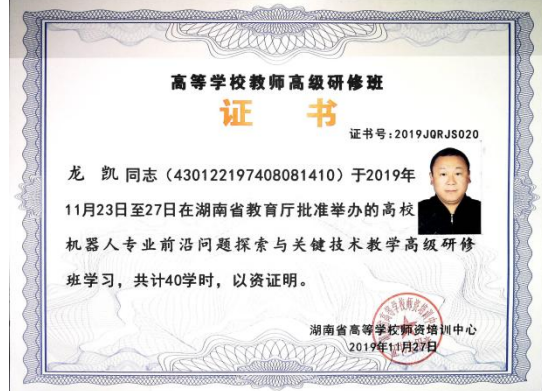 高等学校教师高级研修班
证 书
证书号:2019JQRJS020
龙 凯 同志（430122197408081410）于2019年
11月23日至27日在湖南省教育厅批准举办的高校
机器人专业前沿问题探索与关键技术教学高级研修
班学习，共计40学时，以资证明。
湖南省高等学校师资培训中心
2019年11月27日